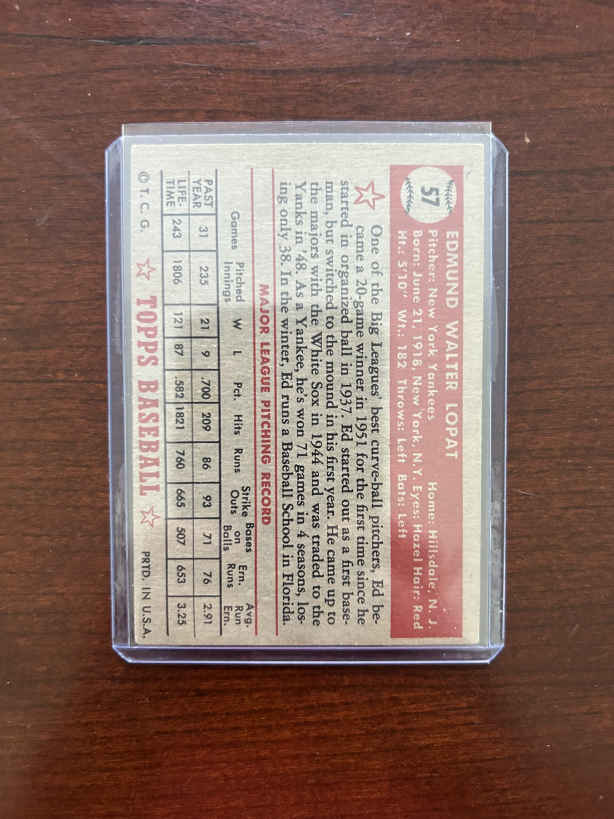 57
EDMUND WALTER LOPAT
Pitcher: New York Yankees Home: Hillsdale, N. J.
Born: June 21, 1918, New York, N.Y. Eyes: Hazel Hair: Red
Ht.: 5'10" Wt.: 182 Throws: Left Bats: Left
One of the Big Leagues' best curve-ball pitchers, Ed be-
came a 20-game winner in 1951 for the first time since he
started in organized ball in 1937. Ed started out as a first base-
man, but switched to the mound in his first year. He came up to
the majors with the White Sox in 1944 and was traded to the
Yanks in '48. As a Yankee, he's won 71 games in 4 seasons, los-
ing only 38. In the winter, Ed runs a Baseball School in Florida.
MAJOR LEAGUE PITCHING RECORD
Games Pitched Innings W L Pct. Hits Runs Strike Outs Bases on Balls Ern. Runs Avg. Run Ern.
PAST YEAR 31 235 21 9 .700 209 86 93 71 76 2.91
LIFE-TIME 243 1806 121 87 .582 1821 760 665 507 653 3.25
© T. C. G. TOPPS BASEBALL PRTD. IN U.S.A.